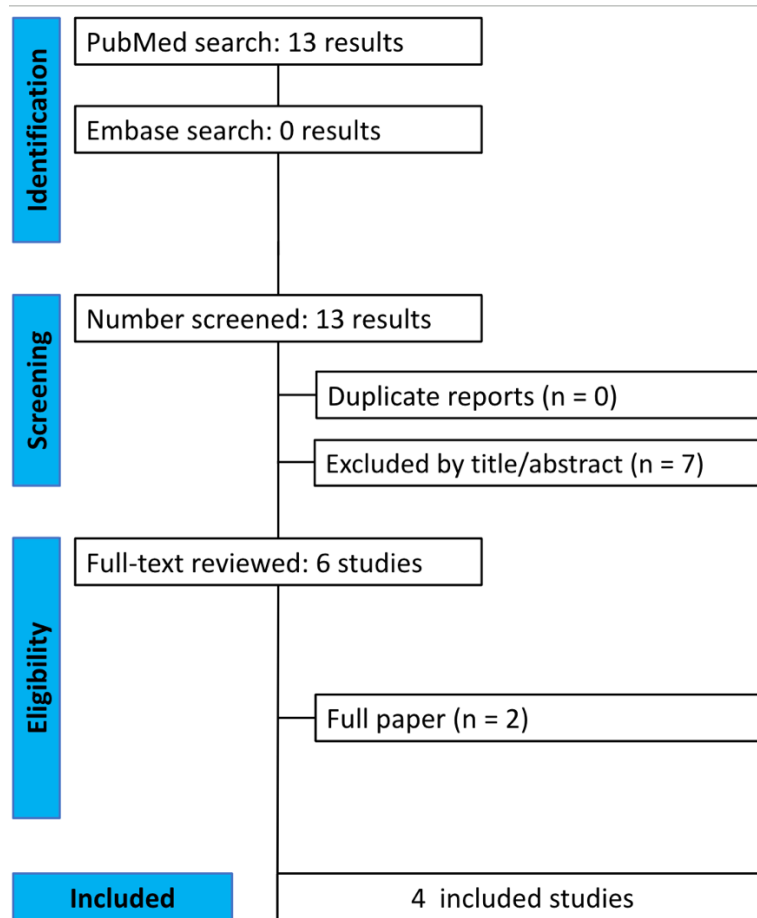 Identification
PubMed search: 13 results
Embase search: 0 results
Screening
Number screened: 13 results
Duplicate reports (n = 0)
Excluded by title/abstract (n = 7)
Eligibility
Full-text reviewed: 6 studies
Full paper (n = 2)
Included
4 included studies